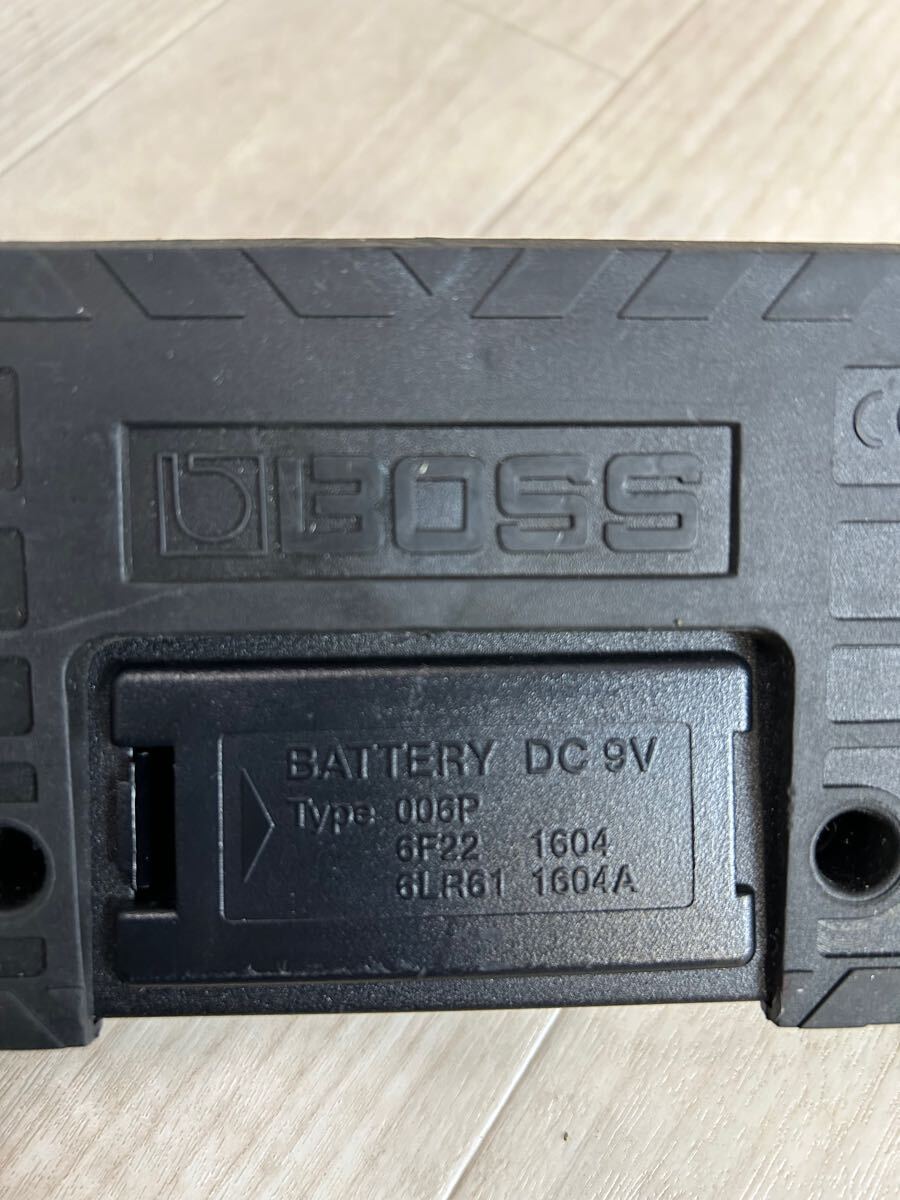 BOSS
BATTERY DC 9V
Type 006P
6F22 1604
6LR61 1604A